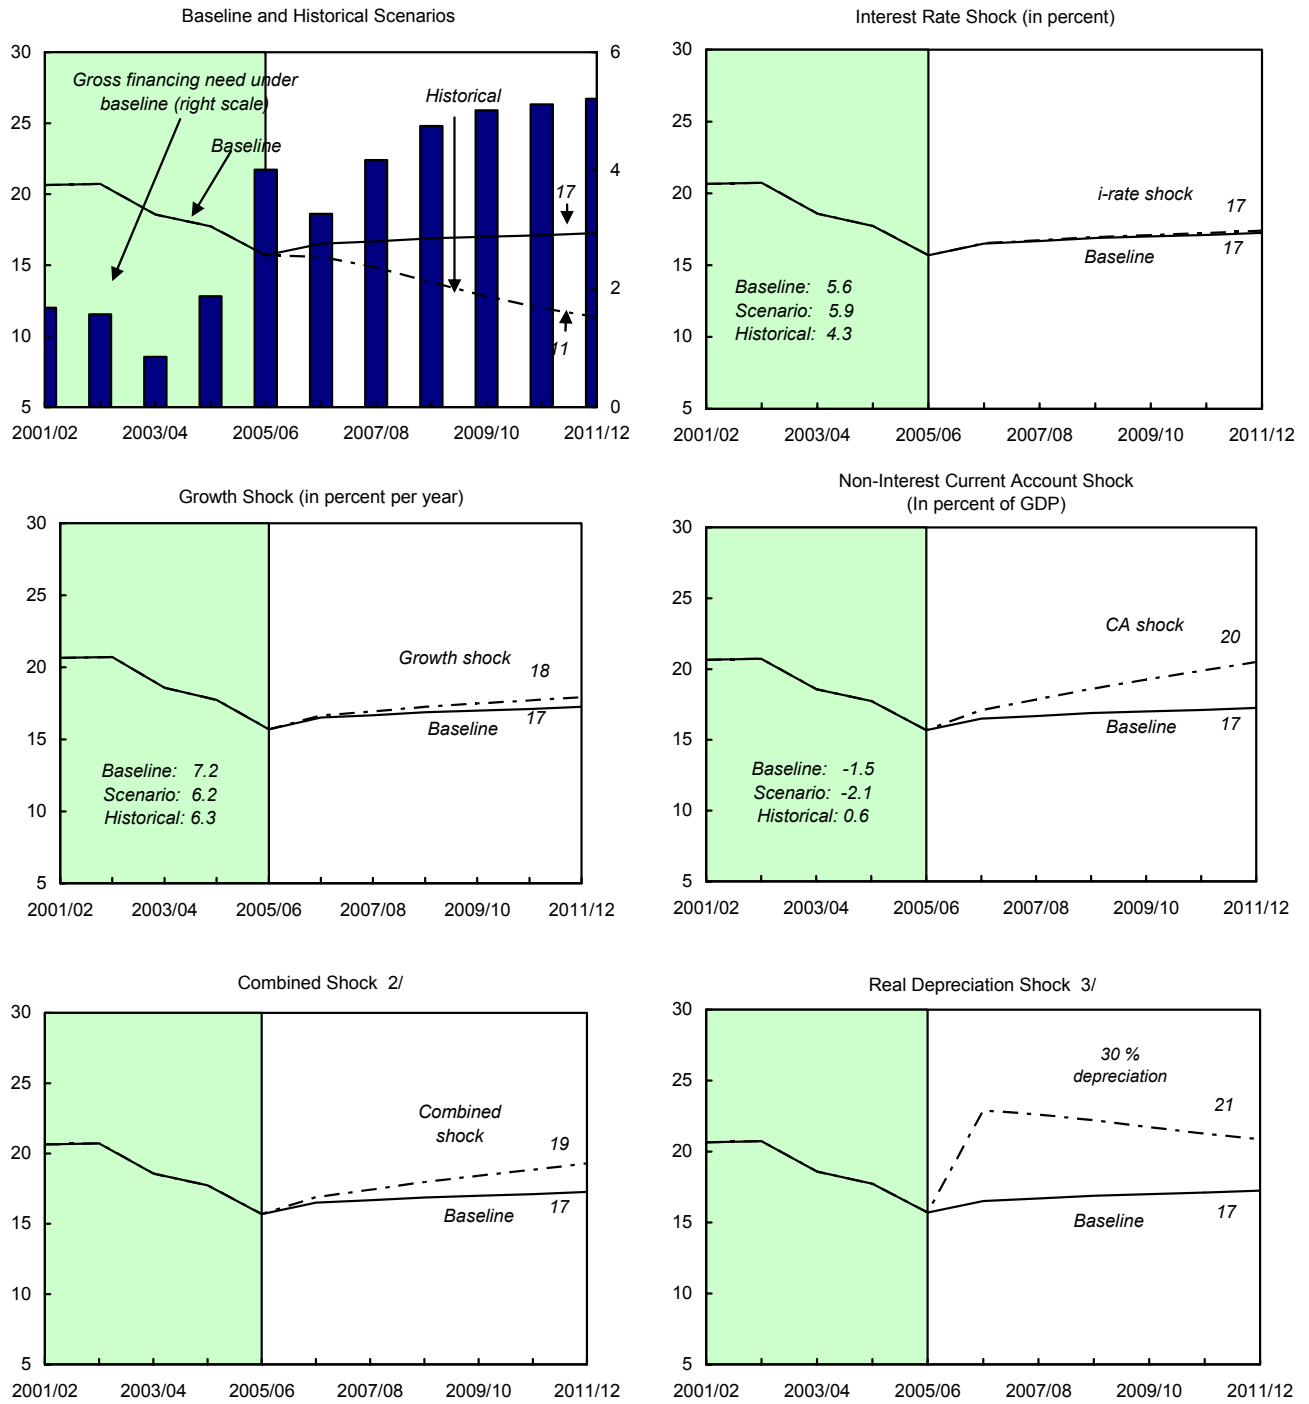 Baseline and Historical Scenarios
30
25
20
15
10
5
6
4
2
0
Gross financing need under
baseline (right scale)
Baseline
Historical
17
11
2001/02 2003/04 2005/06 2007/08 2009/10 2011/12
Interest Rate Shock (in percent)
30
25
20
15
10
5
i-rate shock
17
Baseline
17
Baseline: 5.6
Scenario: 5.9
Historical: 4.3
2001/02 2003/04 2005/06 2007/08 2009/10 2011/12
Growth Shock (in percent per year)
30
25
20
15
10
5
Growth shock
18
Baseline
17
Baseline: 7.2
Scenario: 6.2
Historical: 6.3
2001/02 2003/04 2005/06 2007/08 2009/10 2011/12
Non-Interest Current Account Shock
(In percent of GDP)
30
25
20
15
10
5
CA shock
20
Baseline
17
Baseline: -1.5
Scenario: -2.1
Historical: 0.6
2001/02 2003/04 2005/06 2007/08 2009/10 2011/12
Combined Shock 2/
30
25
20
15
10
5
Combined
shock
19
Baseline
17
2001/02 2003/04 2005/06 2007/08 2009/10 2011/12
Real Depreciation Shock 3/
30
25
20
15
10
5
30 %
depreciation
21
Baseline
17
2001/02 2003/04 2005/06 2007/08 2009/10 2011/12